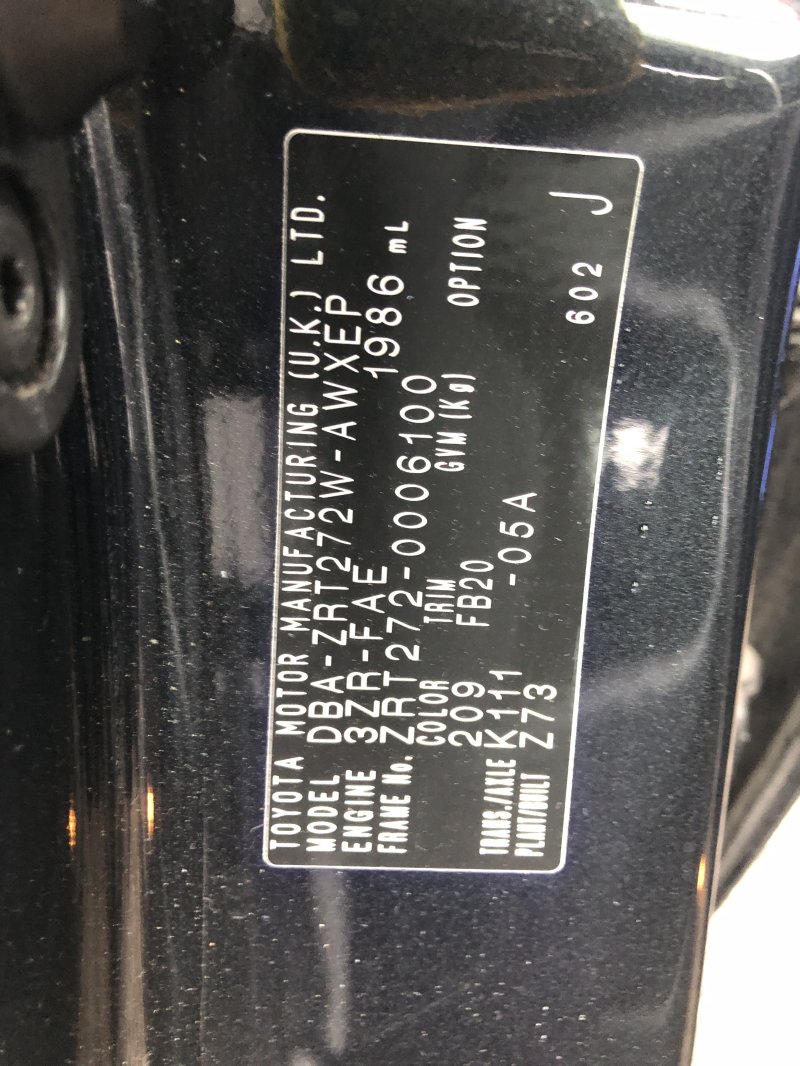 TOYOTA MOTOR MANUFACTURING (U.K.) LTD.
MODEL DBA-ZRT272W-AWXEP
ENGINE 3ZR-FAE 1986 mL
FRAME No. ZRT272-0006100
COLOR TRIM GVM (Kg) OPTION
209 FB20
TRANS./AXLE K111
PLANT/BUILT Z73 -05A 602 J